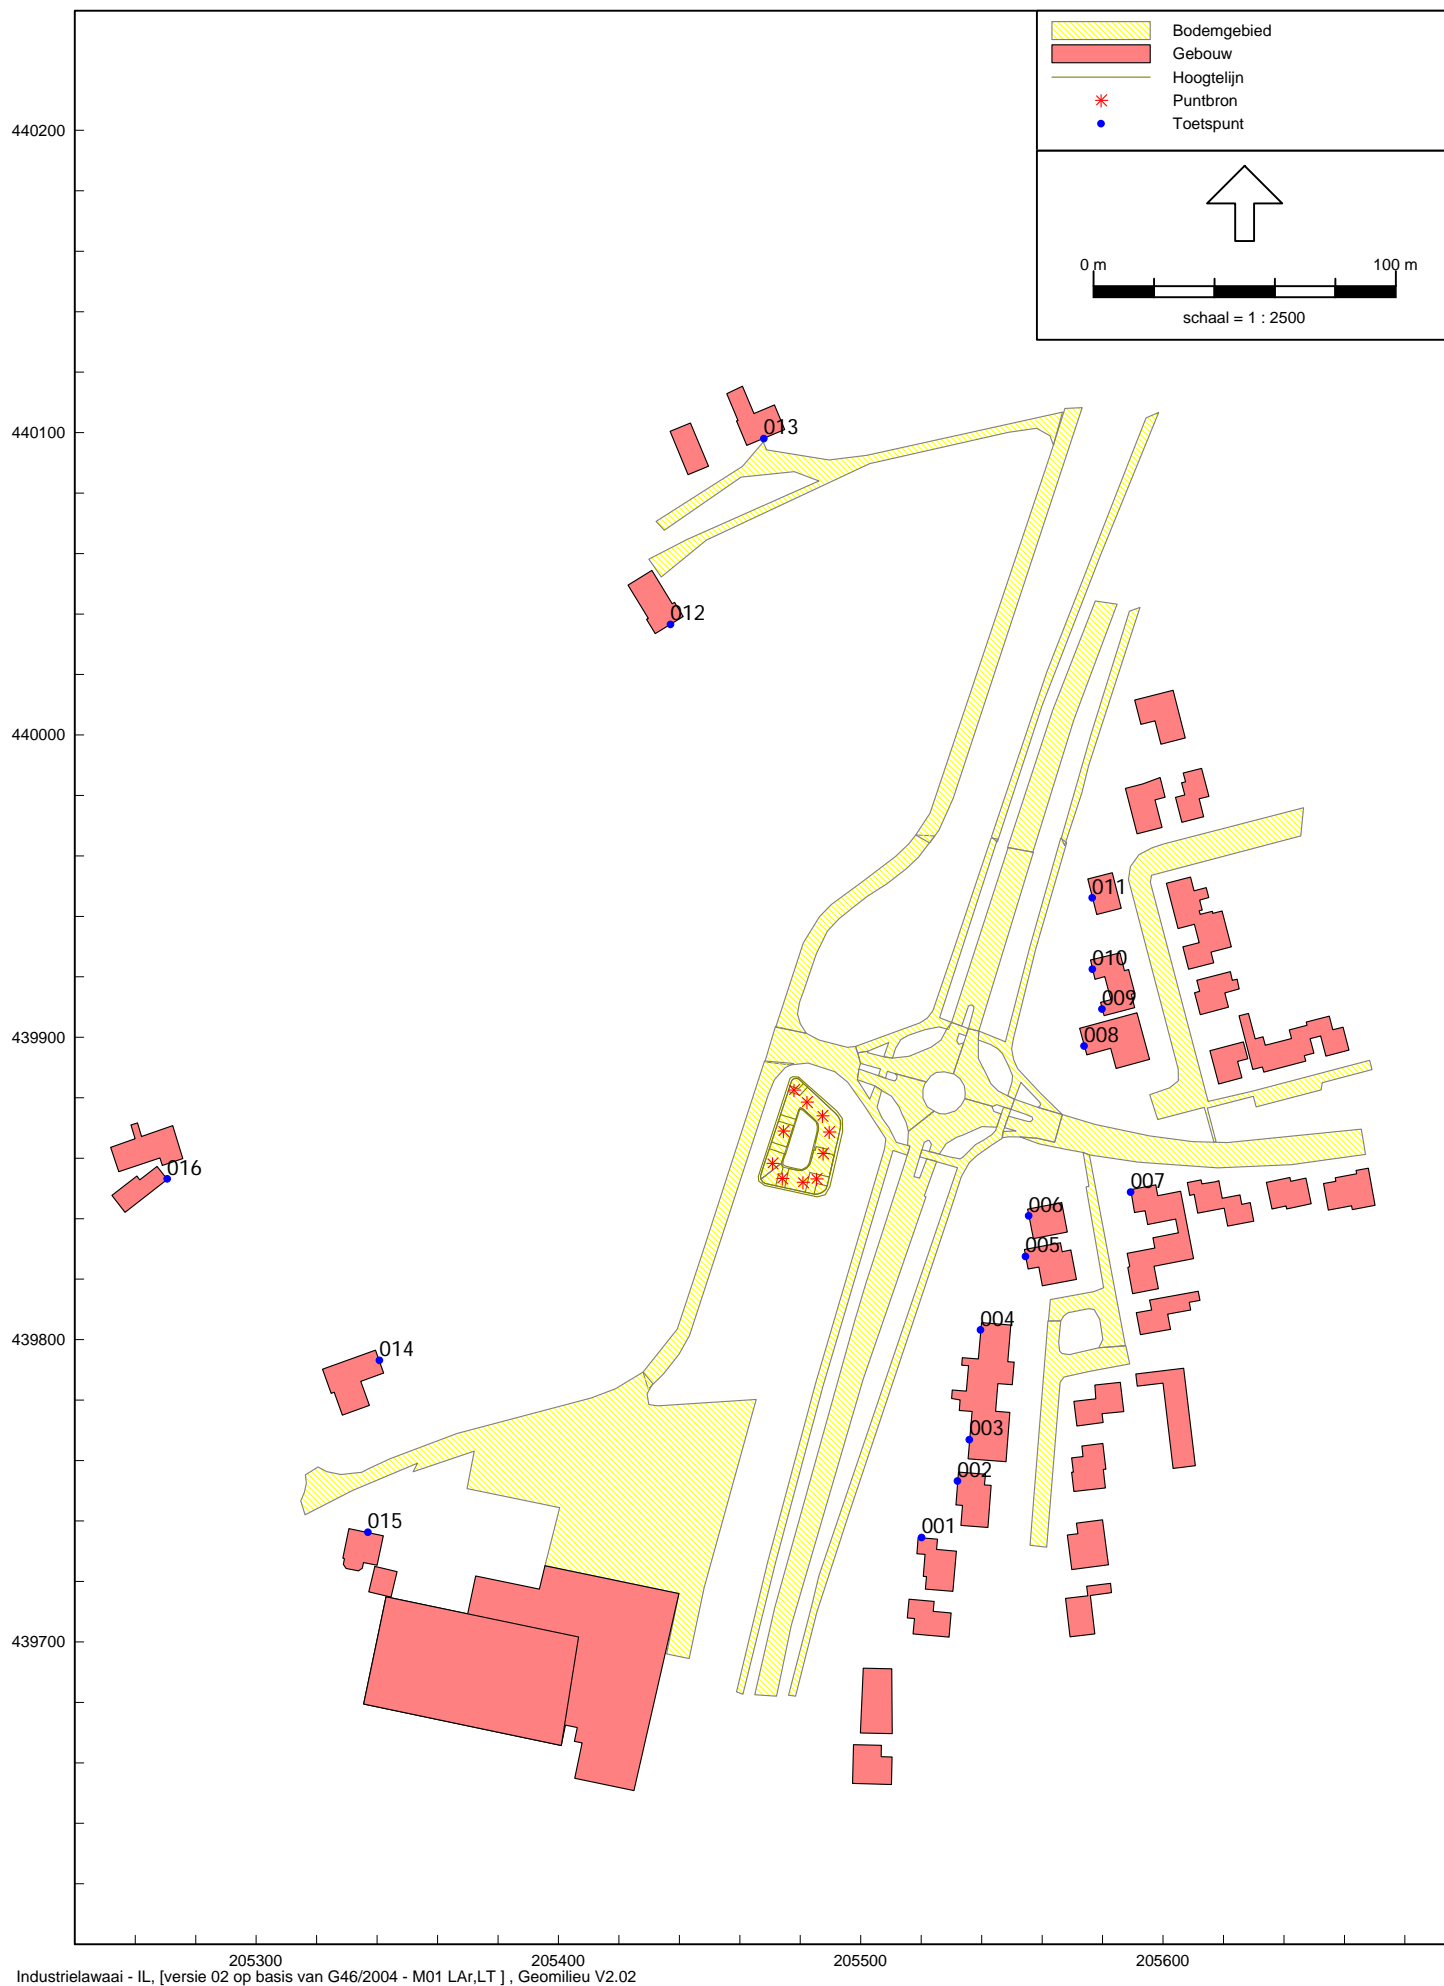 Bodemgebied
Gebouw
Hoogtelijn
Puntbron
Toetspunt
440200
0 m 100 m
schaal = 1 : 2500
013
440100
012
440000
011
010
009
439900
008
016
007
006
005
004
439800
014
003
002
001
015
439700
205300 205400 205500 205600
Industrielawaai - IL, [versie 02 op basis van G46/2004 - M01 LAr,LT ] , Geomilieu V2.02